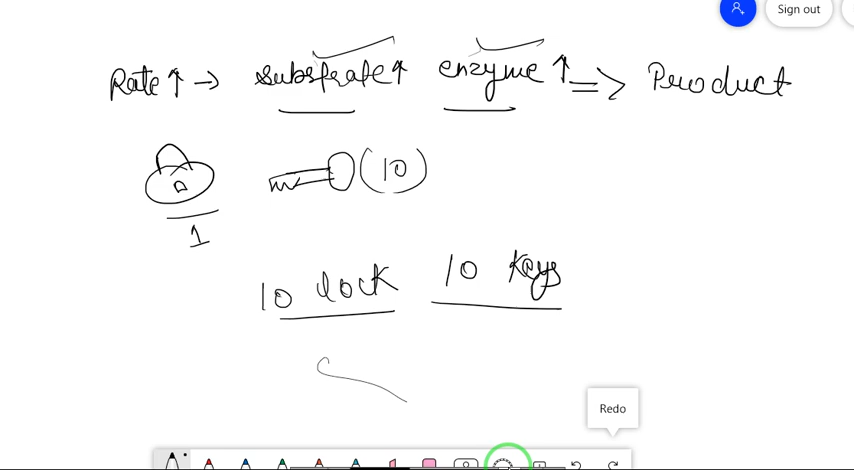 Sign out
Rate ↑ → substrate ↑ enzyme ↑ => Product
(10)
1
10 lock 10 keys
Redo